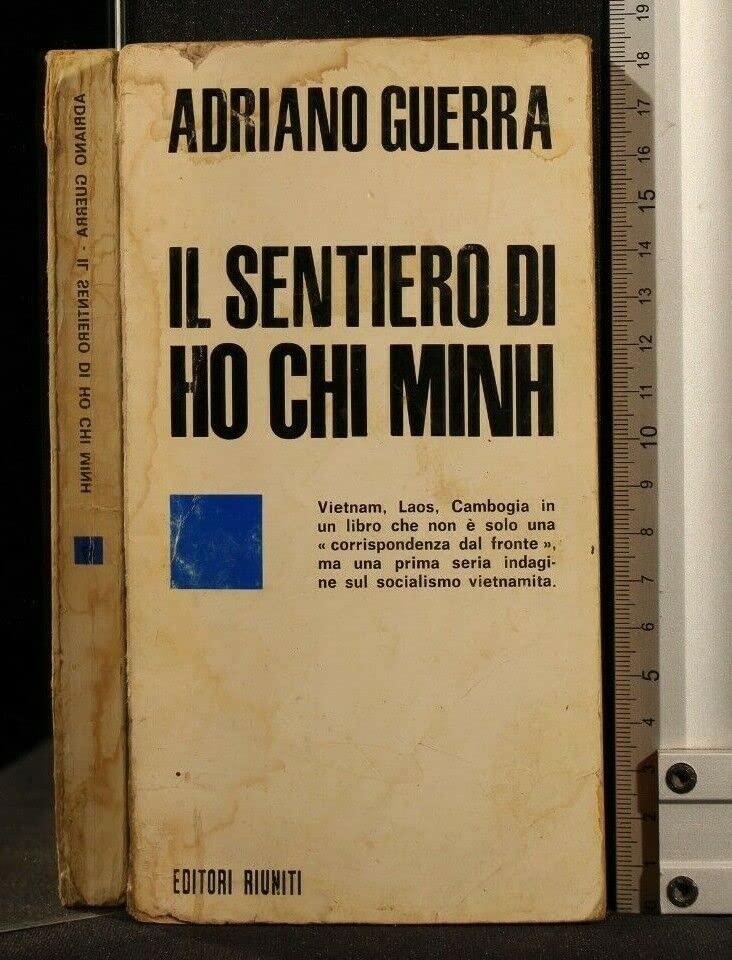 ADRIANO GUERRA
IL SENTIERO DI
HO CHI MINH
Vietnam, Laos, Cambogia in
un libro che non è solo una
« corrispondenza dal fronte »,
ma una prima seria indagi-
ne sul socialismo vietnamita.
EDITORI RIUNITI
ADRIANO GUERRA - IL SENTIERO DI HO CHI MINH
19
18
17
16
15
14
13
12
11
10
9
8
7
6
5
4
3
2
1
0